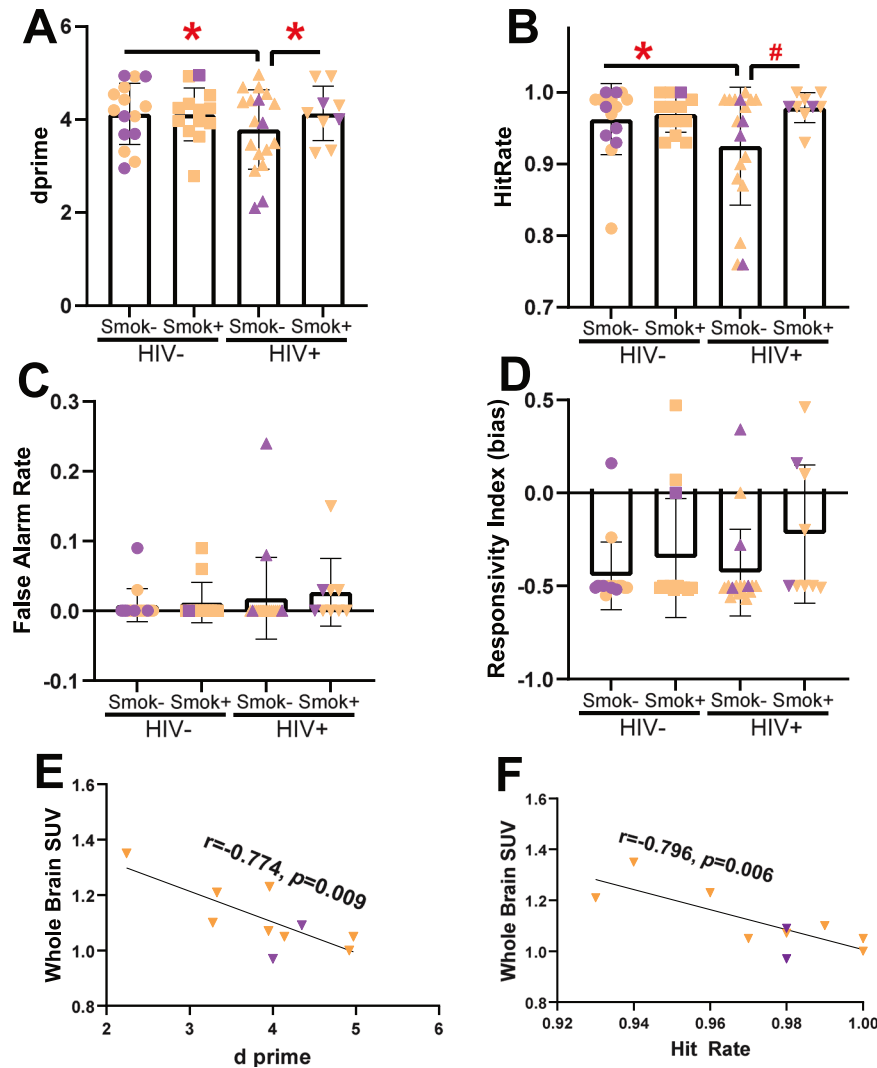 A
dprime
6
4
2
0
* *
Smok- Smok+ Smok- Smok+
HIV- HIV+
B
HitRate
1.0
0.9
0.8
0.7
* #
Smok- Smok+ Smok- Smok+
HIV- HIV+
C
False Alarm Rate
0.3
0.2
0.1
0.0
-0.1
Smok- Smok+ Smok- Smok+
HIV- HIV+
D
Responsivity Index (bias)
0.5
0.0
-0.5
-1.0
Smok- Smok+ Smok- Smok+
HIV- HIV+
E
Whole Brain SUV
1.6
1.4
1.2
1.0
0.8
r=-0.774, p=0.009
2 3 4 5 6
d prime
F
Whole Brain SUV
1.6
1.4
1.2
1.0
0.8
r=-0.796, p=0.006
0.92 0.94 0.96 0.98 1.00
Hit Rate